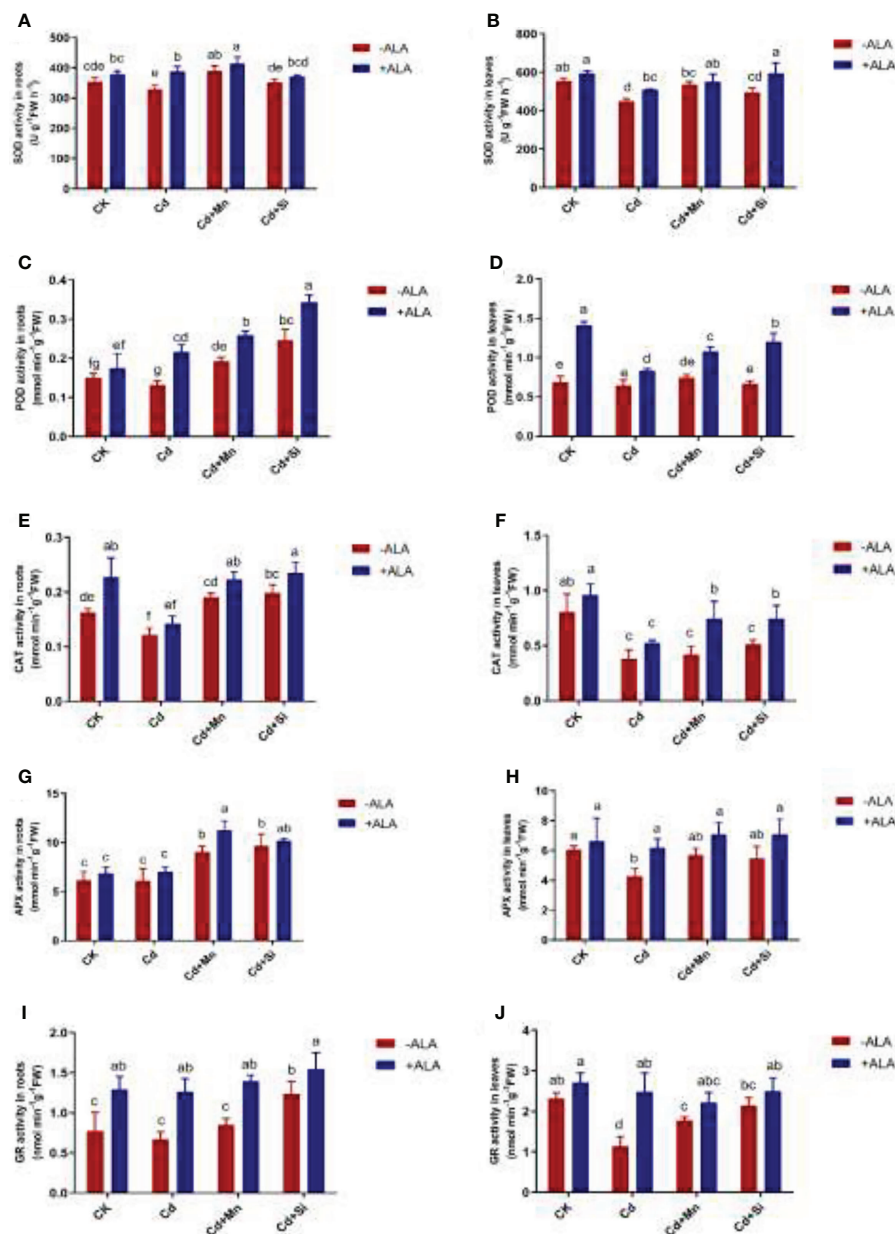 A
SOD activity in roots
(U g⁻¹FW h⁻¹)
500
400
300
200
100
0
cde bc e b ab a de bcd
CK Cd Cd+Mn Cd+Si
-ALA
+ALA
B
SOD activity in leaves
(U g⁻¹FW h⁻¹)
800
600
400
200
0
ab a d bc bc ab cd a
CK Cd Cd+Mn Cd+Si
-ALA
+ALA
C
POD activity in roots
(mmol min⁻¹g⁻¹FW)
0.4
0.3
0.2
0.1
0.0
fg ef g cd de b bc a
CK Cd Cd+Mn Cd+Si
-ALA
+ALA
D
POD activity in leaves
(mmol min⁻¹g⁻¹FW)
2.0
1.5
1.0
0.5
0.0
e a e d de c e b
CK Cd Cd+Mn Cd+Si
-ALA
+ALA
E
CAT activity in roots
(mmol min⁻¹g⁻¹FW)
0.3
0.2
0.1
0.0
de ab f ef cd ab bc a
CK Cd Cd+Mn Cd+Si
-ALA
+ALA
F
CAT activity in leaves
(mmol min⁻¹g⁻¹FW)
1.5
1.0
0.5
0.0
ab a c c c b c b
CK Cd Cd+Mn Cd+Si
-ALA
+ALA
G
APX activity in roots
(mmol min⁻¹g⁻¹FW)
15
10
5
0
c c c c b a b ab
CK Cd Cd+Mn Cd+Si
-ALA
+ALA
H
APX activity in leaves
(mmol min⁻¹g⁻¹FW)
10
8
6
4
2
0
a a b a ab a ab a
CK Cd Cd+Mn Cd+Si
-ALA
+ALA
I
GR activity in roots
(nmol min⁻¹g⁻¹FW)
2.0
1.5
1.0
0.5
0.0
c ab c ab c ab b a
CK Cd Cd+Mn Cd+Si
-ALA
+ALA
J
GR activity in leaves
(nmol min⁻¹g⁻¹FW)
4
3
2
1
0
ab a d ab c abc bc ab
CK Cd Cd+Mn Cd+Si
-ALA
+ALA